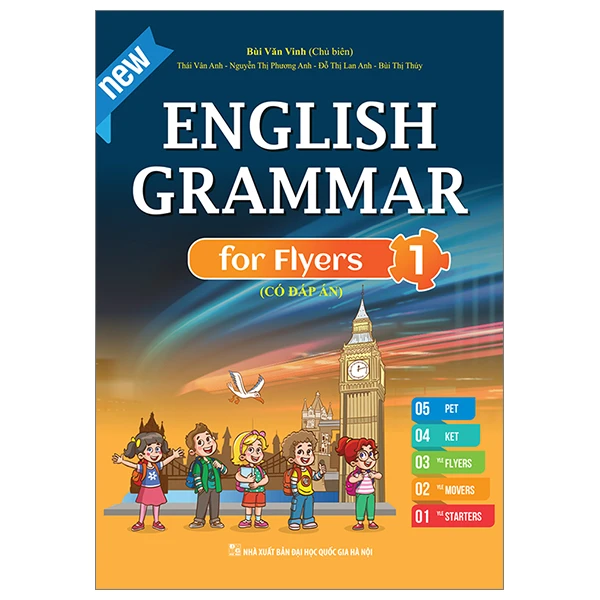 new
Bùi Văn Vinh (Chủ biên)
Thái Vân Anh - Nguyễn Thị Phương Anh - Đỗ Thị Lan Anh - Bùi Thị Thúy
ENGLISH
GRAMMAR
for Flyers 1
(CÓ ĐÁP ÁN)
05 PET
04 KET
03 YLE FLYERS
02 YLE MOVERS
01 YLE STARTERS
NHÀ XUẤT BẢN ĐẠI HỌC QUỐC GIA HÀ NỘI